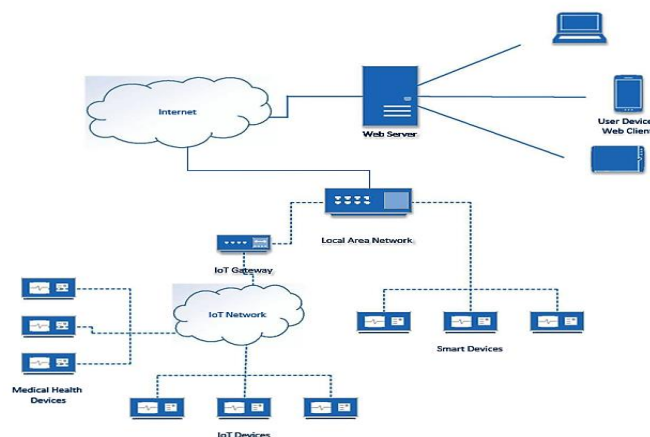 Internet
Web Server
User Device
Web Client
Local Area Network
IoT Gateway
IoT Network
Smart Devices
Medical Health
Devices
IoT Devices